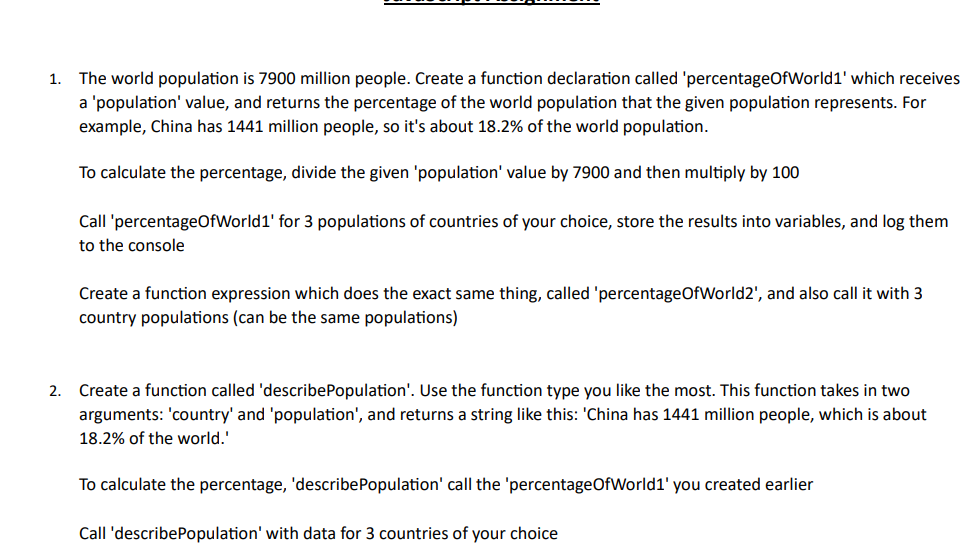 1. The world population is 7900 million people. Create a function declaration called 'percentageOfWorld1' which receives
a 'population' value, and returns the percentage of the world population that the given population represents. For
example, China has 1441 million people, so it's about 18.2% of the world population.
To calculate the percentage, divide the given 'population' value by 7900 and then multiply by 100
Call 'percentageOfWorld1' for 3 populations of countries of your choice, store the results into variables, and log them
to the console
Create a function expression which does the exact same thing, called 'percentageOfWorld2', and also call it with 3
country populations (can be the same populations)
2. Create a function called 'describePopulation'. Use the function type you like the most. This function takes in two
arguments: 'country' and 'population', and returns a string like this: 'China has 1441 million people, which is about
18.2% of the world.'
To calculate the percentage, 'describePopulation' call the 'percentageOfWorld1' you created earlier
Call 'describePopulation' with data for 3 countries of your choice